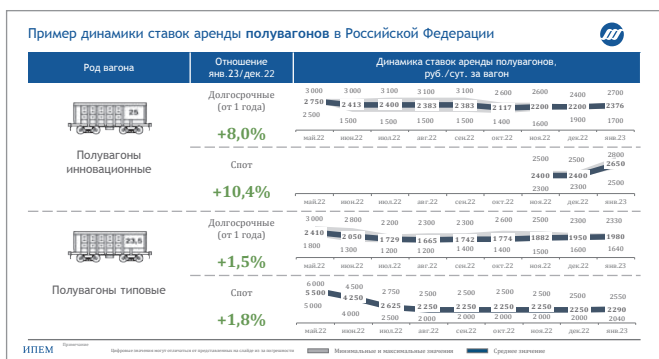 Пример динамики ставок аренды полувагонов в Российской Федерации
Род вагона
Отношение
янв.23/дек.22
Динамика ставок аренды полувагонов,
руб./сут. за вагон
25
Полувагоны
инновационные
Долгосрочные
(от 1 года)
+8,0%
3 000 3 000 3 100 3 100 3 100 2 600 2600 2400 2700
2 750 2 413 2 400 2 383 2 383 2 117 2200 2200 2376
2 500 1 500 1 500 1 500 1 500 1 400 1600 1900 1700
май.22 июн.22 июл.22 авг.22 сен.22 окт.22 ноя.22 дек.22 янв.23
Спот
+10,4%
2500 2500 2800
2400 2400 2650
2300 2300 2500
май.22 июн.22 июл.22 авг.22 сен.22 окт.22 ноя.22 дек.22 янв.23
23,5
Полувагоны типовые
Долгосрочные
(от 1 года)
+1,5%
3 000 2 800 2 200 2 300 2 300 2 600 2500 2300 2330
2 410 2 050 1 729 1 665 1 742 1 774 1882 1950 1980
1 800 1 300 1 200 1 200 1 400 1 400 1500 1600 1640
май.22 июн.22 июл.22 авг.22 сен.22 окт.22 ноя.22 дек.22 янв.23
Спот
+1,8%
6 000 4 500 2 750 2 500 2 500 2 500 2 500 2500 2550
5 500 4 250 2 625 2 250 2 250 2 250 2 250 2250 2290
5 000 4 000 2 500 2 000 2 000 2 000 2 000 2000 2040
май.22 июн.22 июл.22 авг.22 сен.22 окт.22 ноя.22 дек.22 янв.23
ИПЕМ
Примечание
Цифровые значения могут отличаться от представленных на слайде из-за погрешности
Минимальные и максимальные значения
Среднее значение